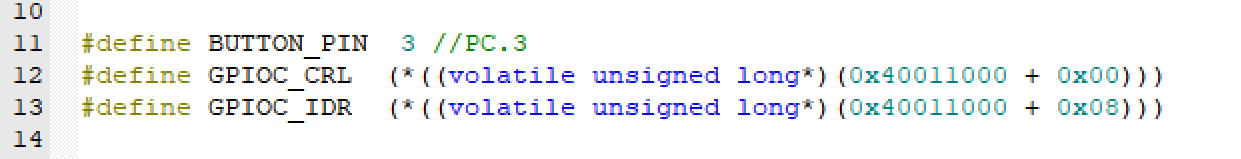 10
11 #define BUTTON_PIN  3 //PC.3
12 #define GPIOC_CRL  (*((volatile unsigned long*)(0x40011000 + 0x00)))
13 #define GPIOC_IDR  (*((volatile unsigned long*)(0x40011000 + 0x08)))
14